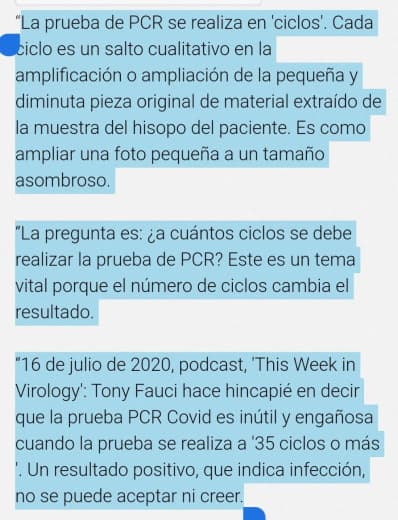 “La prueba de PCR se realiza en 'ciclos'. Cada
ciclo es un salto cualitativo en la
amplificación o ampliación de la pequeña y
diminuta pieza original de material extraído de
la muestra del hisopo del paciente. Es como
ampliar una foto pequeña a un tamaño
asombroso.
“La pregunta es: ¿a cuántos ciclos se debe
realizar la prueba de PCR? Este es un tema
vital porque el número de ciclos cambia el
resultado.
“16 de julio de 2020, podcast, 'This Week in
Virology': Tony Fauci hace hincapié en decir
que la prueba PCR Covid es inútil y engañosa
cuando la prueba se realiza a '35 ciclos o más
'. Un resultado positivo, que indica infección,
no se puede aceptar ni creer.